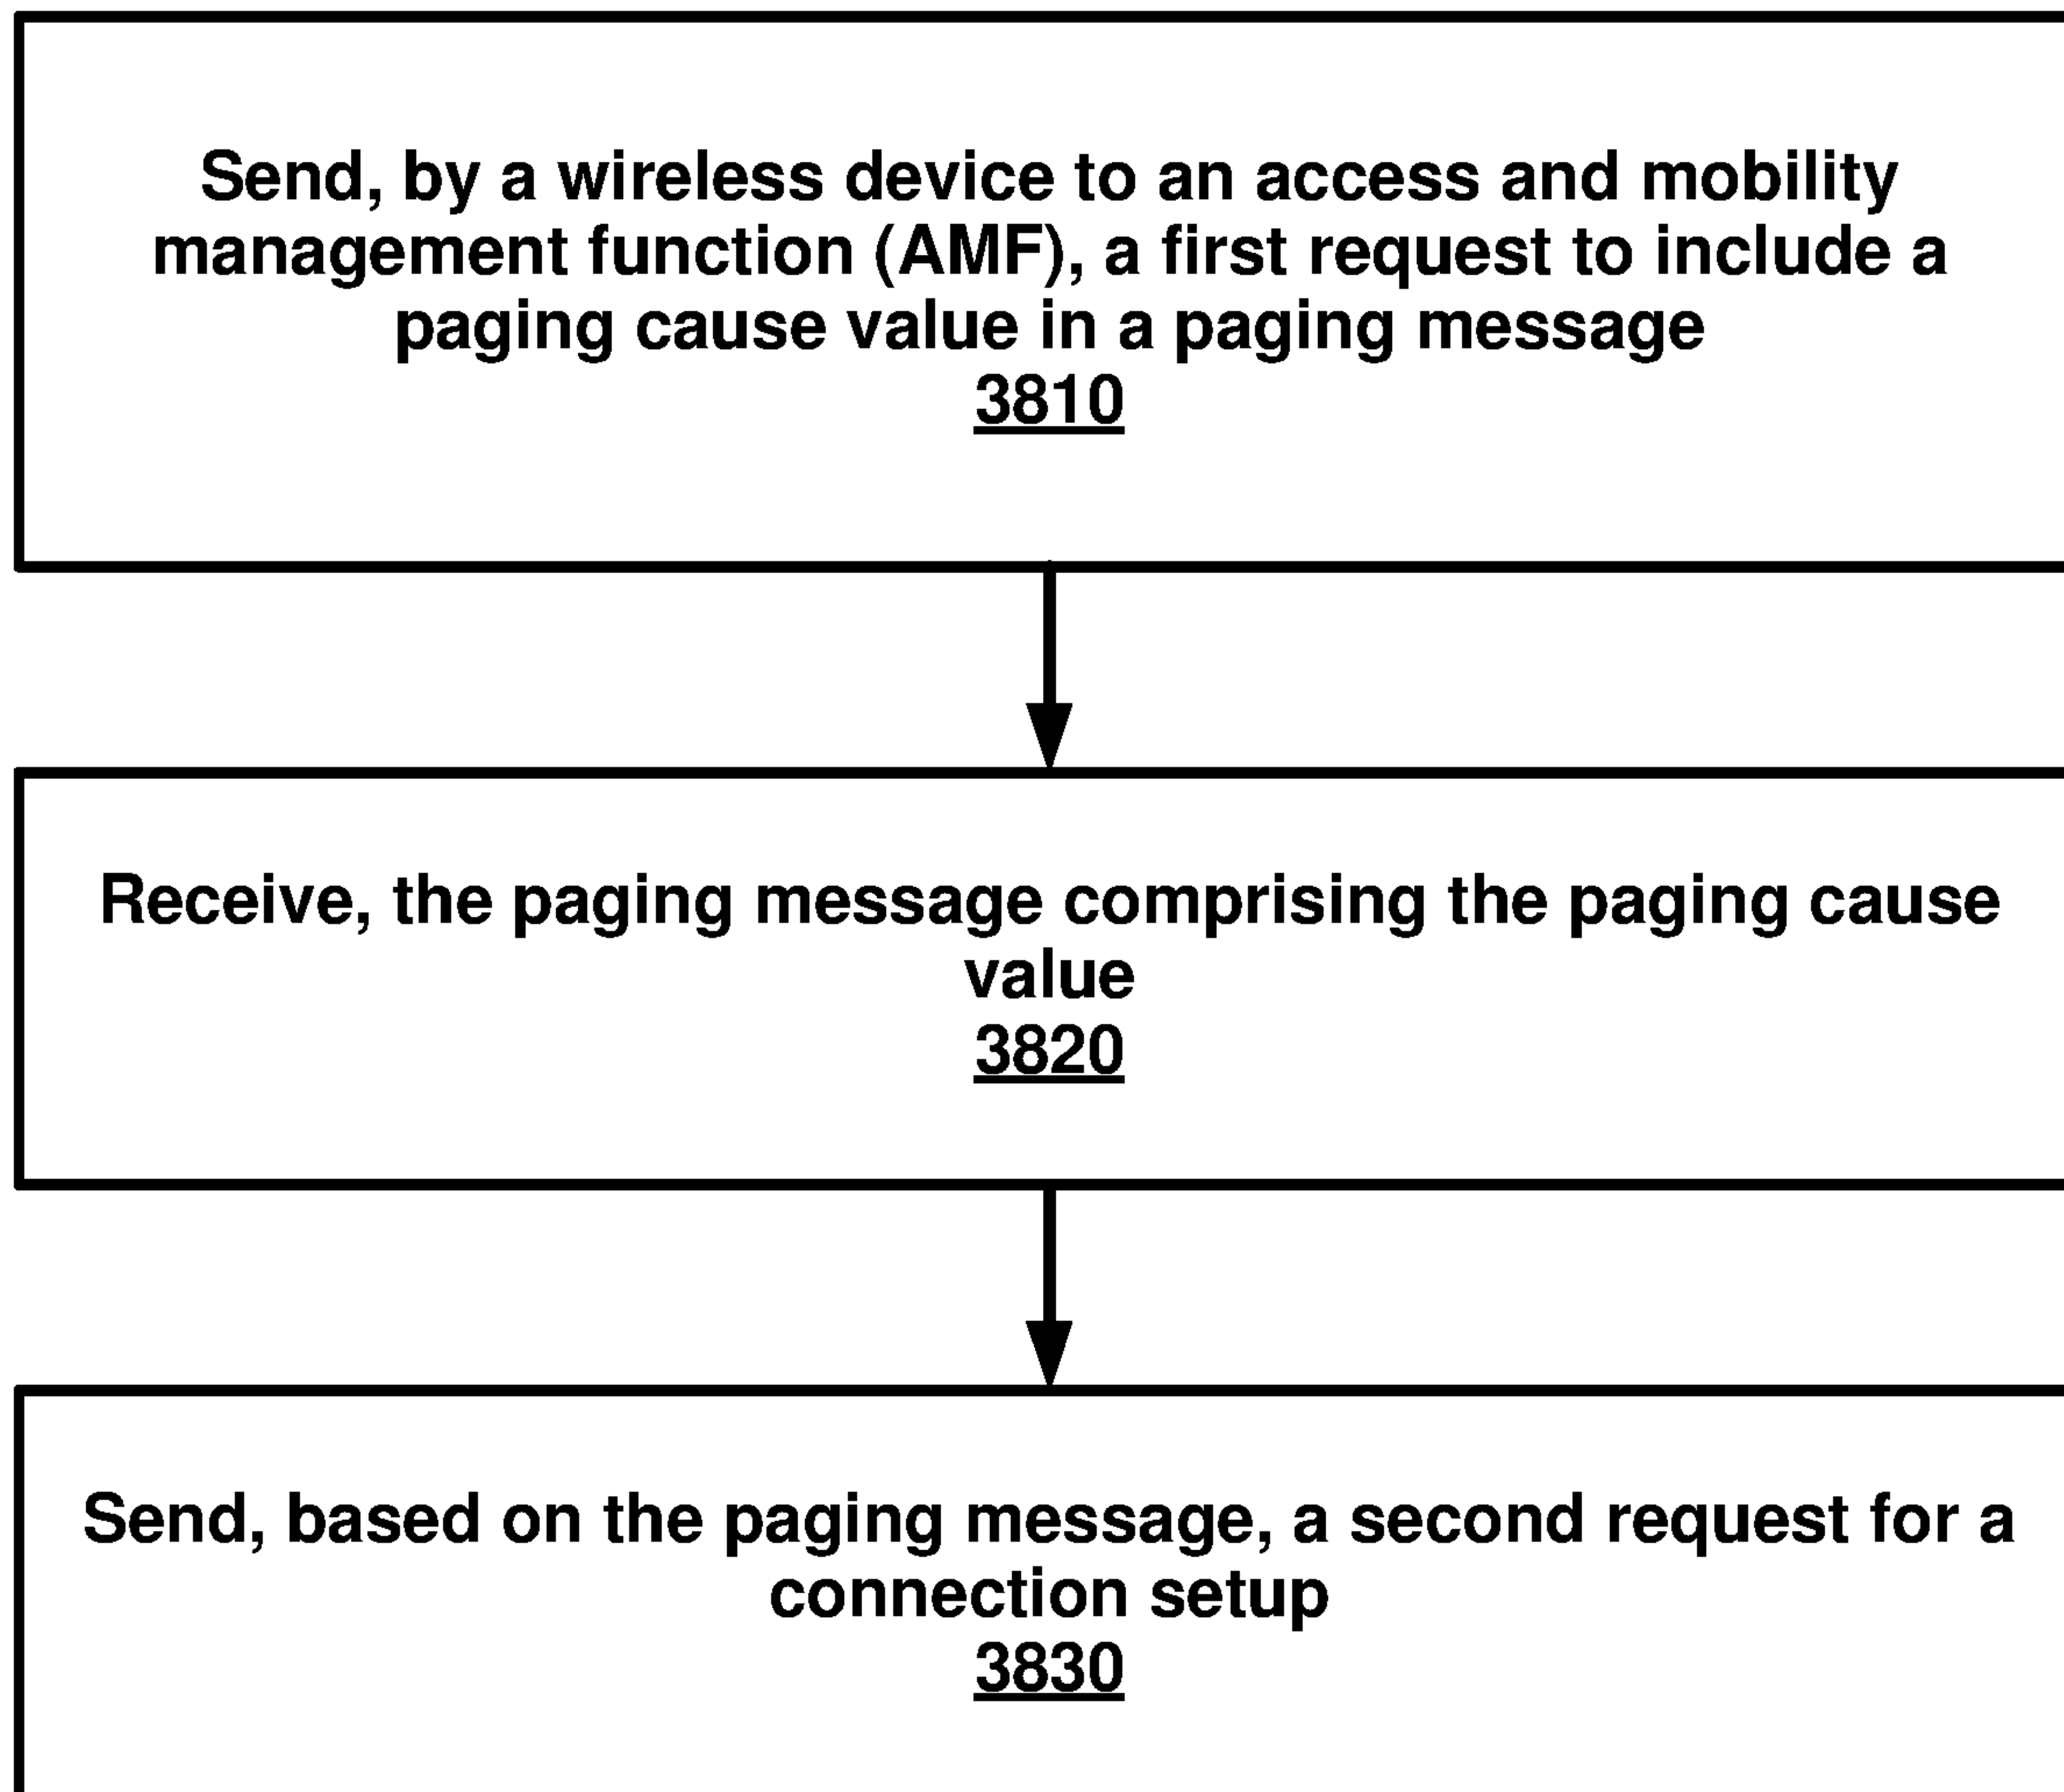 Send, by a wireless device to an access and mobility
management function (AMF), a first request to include a
paging cause value in a paging message
3810
Receive, the paging message comprising the paging cause
value
3820
Send, based on the paging message, a second request for a
connection setup
3830